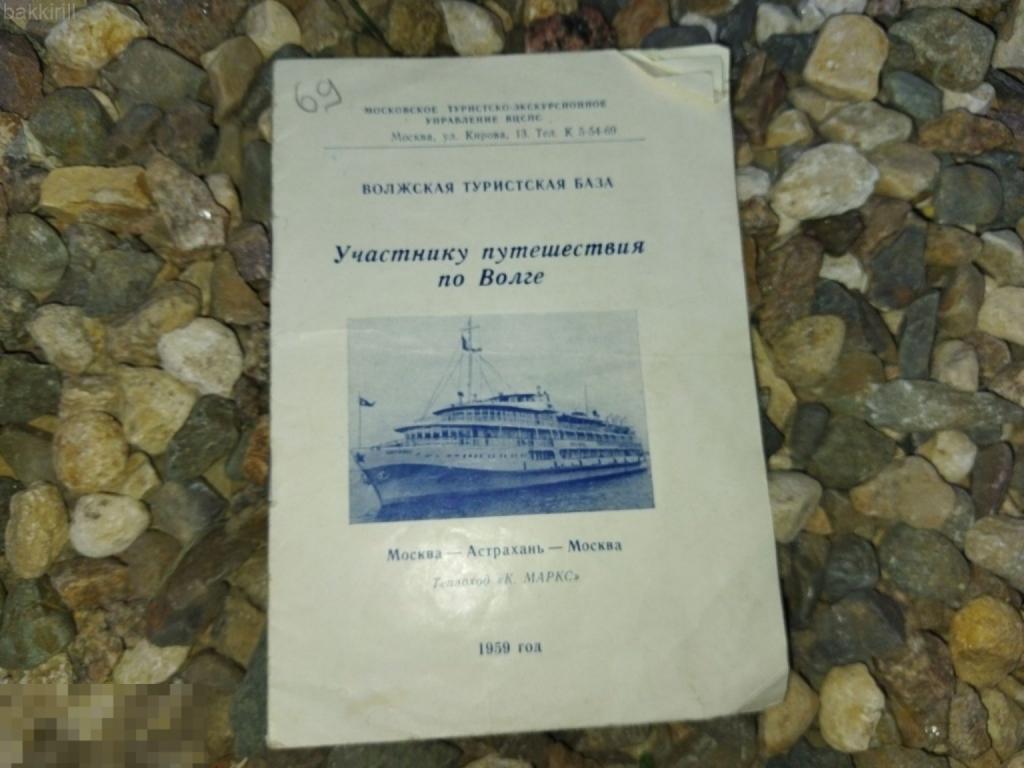 bakkirill
69
МОСКОВСКОЕ ТУРИСТСКО-ЭКСКУРСИОННОЕ
УПРАВЛЕНИЕ ВЦСПС
Москва, ул. Кирова, 13. Тел. К 5-54-69
ВОЛЖСКАЯ ТУРИСТСКАЯ БАЗА
Участнику путешествия
по Волге
Москва — Астрахань — Москва
Теплоход «К. МАРКС»
1959 год